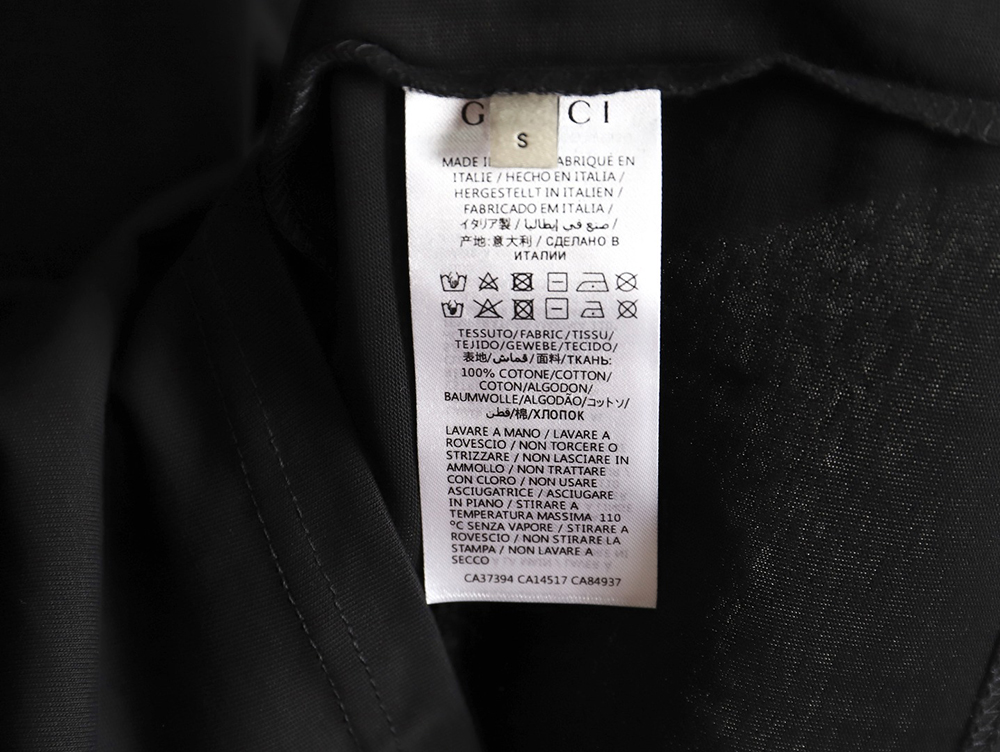 G CCI
S
MADE I ABRIQUÉ EN
ITALIE / HECHO EN ITALIA /
HERGESTELLT IN ITALIEN /
FABRICADO EM ITALIA /
イタリア製 / صنع في إيطاليا /
产地:意大利 / СДЕЛАНО В
ИТАЛИИ
TESSUTO/FABRIC/TISSU/
TEJIDO/GEWEBE/TECIDO/
表地/قماش/面料/ТКАНЬ:
100% COTONE/COTTON/
COTON/ALGODON/
BAUMWOLLE/ALGODÃO/コットン/
قطن/棉/ХЛОПОК
LAVARE A MANO / LAVARE A
ROVESCIO / NON TORCERE O
STRIZZARE / NON LASCIARE IN
AMMOLLO / NON TRATTARE
CON CLORO / NON USARE
ASCIUGATRICE / ASCIUGARE
IN PIANO / STIRARE A
TEMPERATURA MASSIMA 110
°C SENZA VAPORE / STIRARE A
ROVESCIO / NON STIRARE LA
STAMPA / NON LAVARE A
SECCO
CA37394 CA14517 CA84937